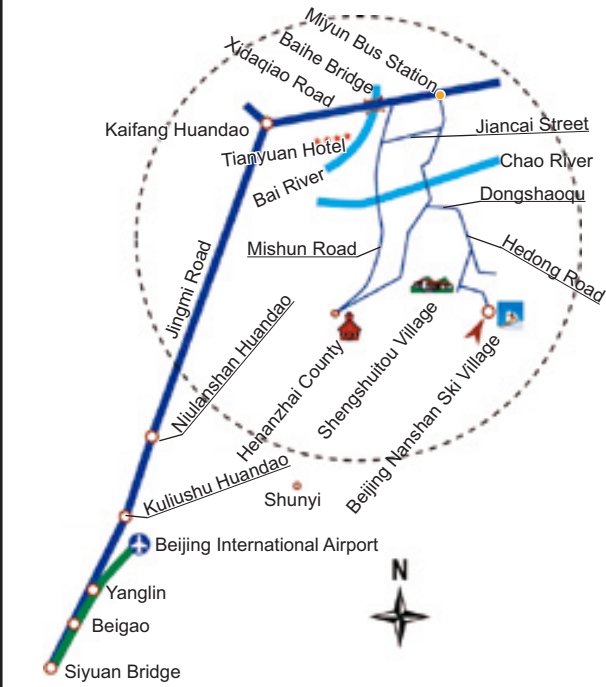 Miyun Bus Station
Baihe Bridge
Xidaqiao Road
Kaifang Huandao
Jiancai Street
Tianyuan Hotel
Chao River
Bai River
Dongshaoqu
Mishun Road
Hedong Road
Jingmi Road
Niulanshan Huandao
Henanzhai County
Shengshuitou Village
Beijing Nanshan Ski Village
Kuliushu Huandao
Shunyi
Beijing International Airport
N
Yanglin
Beigao
Siyuan Bridge